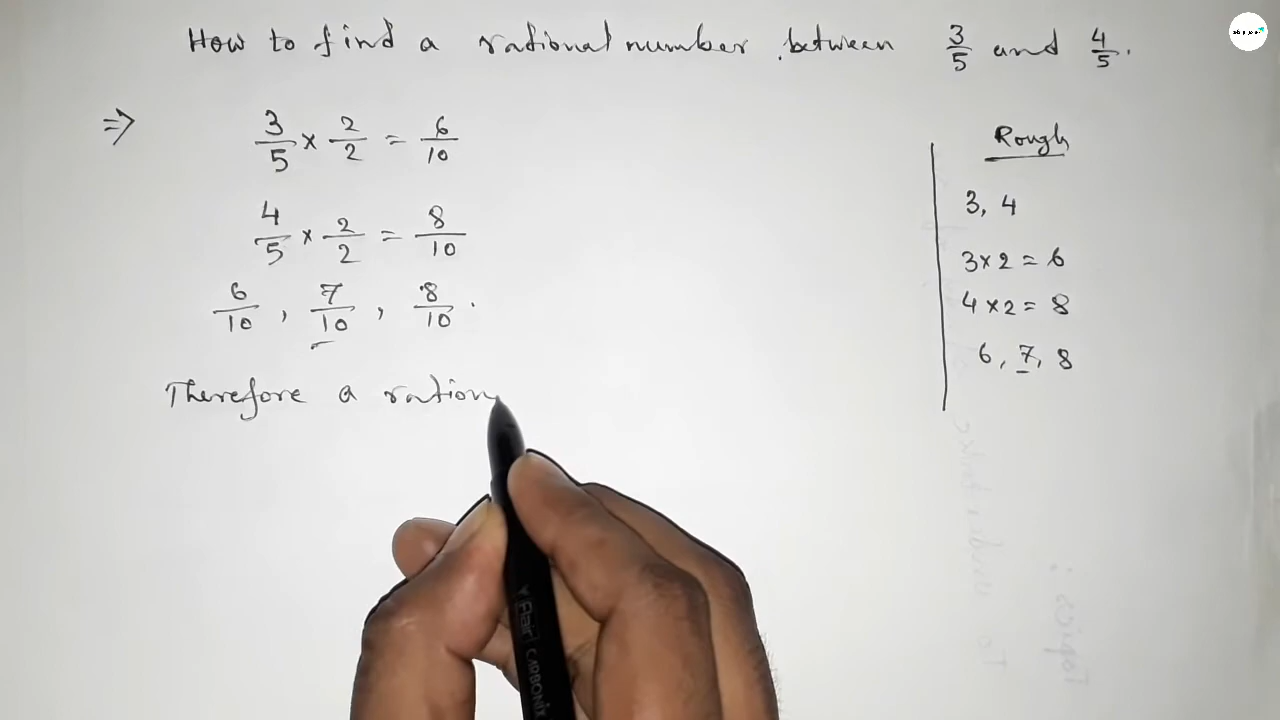 How to find a rational number between 3/5 and 4/5.
⇒ 3/5 × 2/2 = 6/10
4/5 × 2/2 = 8/10
6/10, 7/10, 8/10.
Therefore a ration
Rough
3, 4
3×2 = 6
4×2 = 8
6, 7, 8
Flair CARBONIX